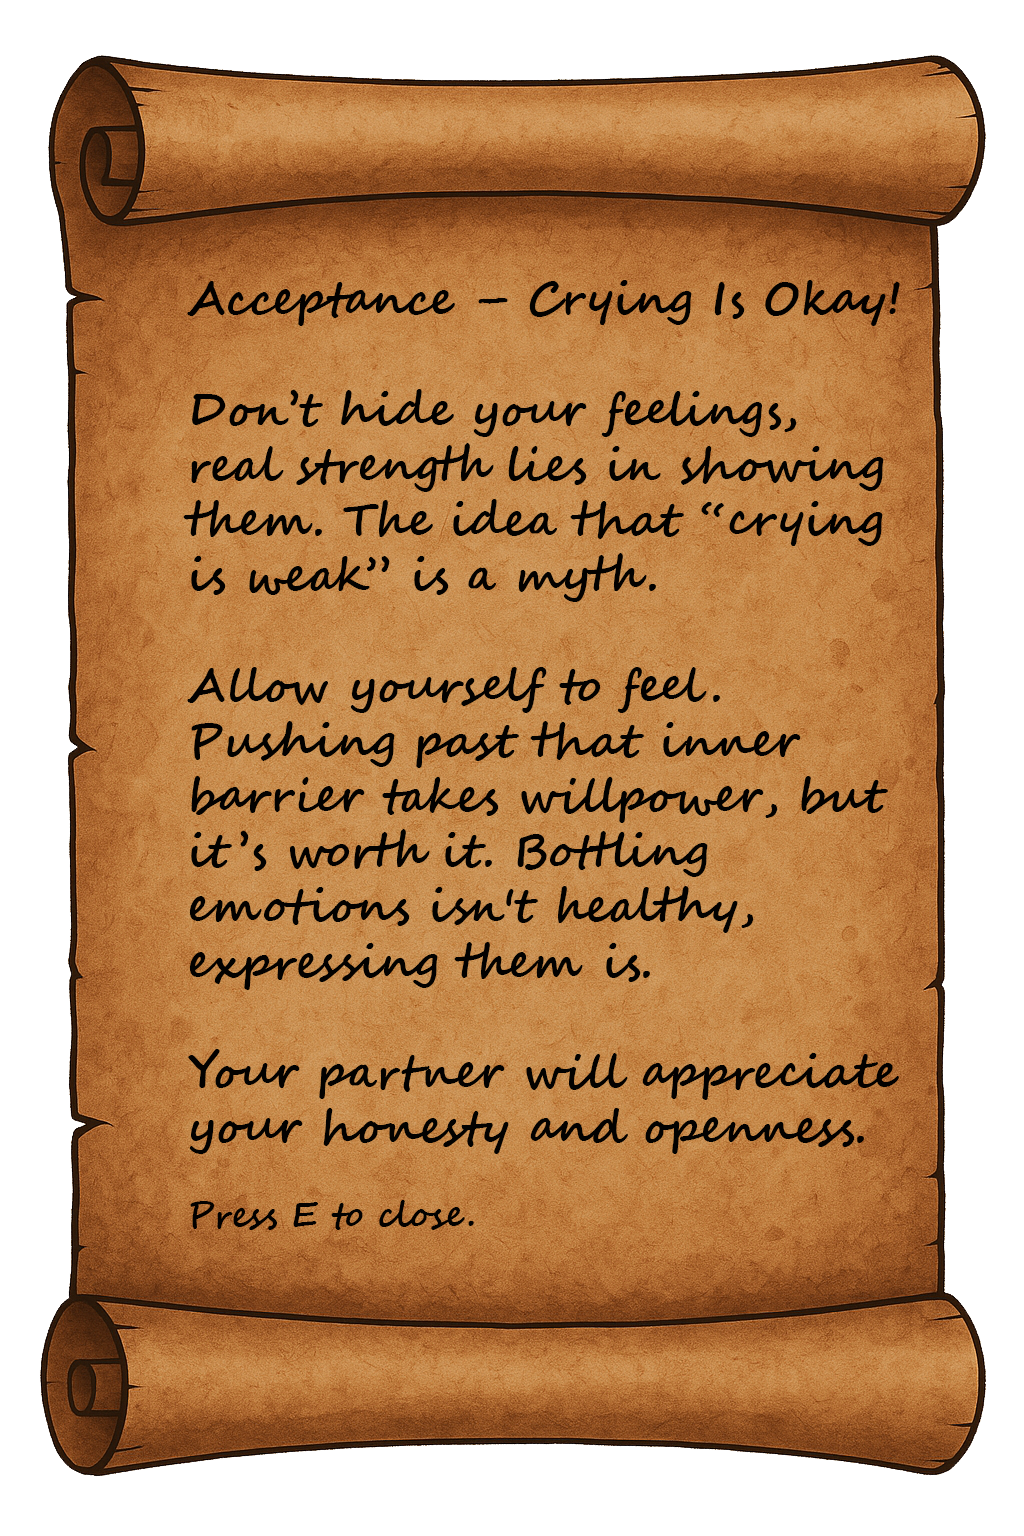 Acceptance – Crying Is Okay!
Don’t hide your feelings,
real strength lies in showing
them. The idea that “crying
is weak” is a myth.
Allow yourself to feel.
Pushing past that inner
barrier takes willpower, but
it’s worth it. Bottling
emotions isn't healthy,
expressing them is.
Your partner will appreciate
your honesty and openness.
Press E to close.